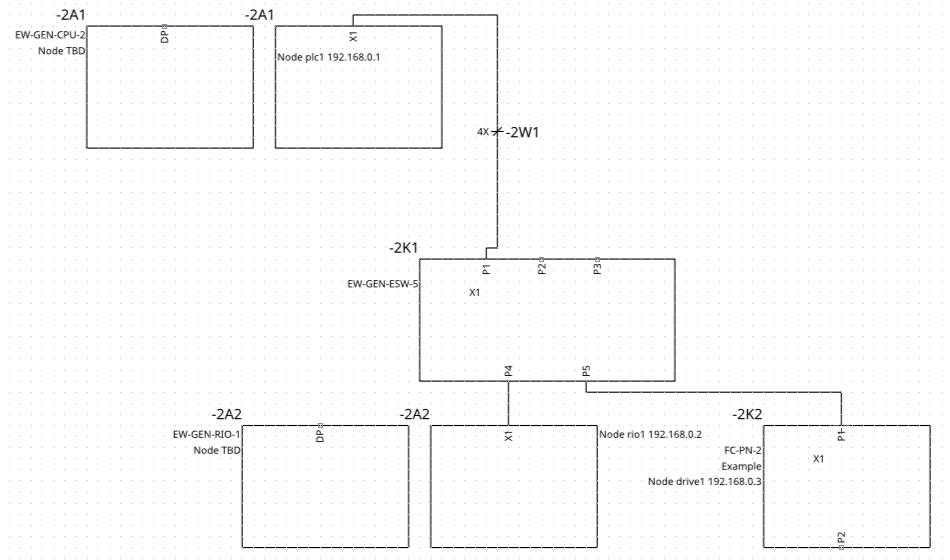 -2A1
EW-GEN-CPU-2
Node TBD
DP
-2A1
X1
Node plc1 192.168.0.1
4X
-2W1
-2K1
EW-GEN-ESW-5
P1
P2
P3
X1
P4
P5
-2A2
EW-GEN-RIO-1
Node TBD
DP
-2A2
X1
Node rio1 192.168.0.2
-2K2
FC-PN-2
Example
Node drive1 192.168.0.3
P1
X1
P2